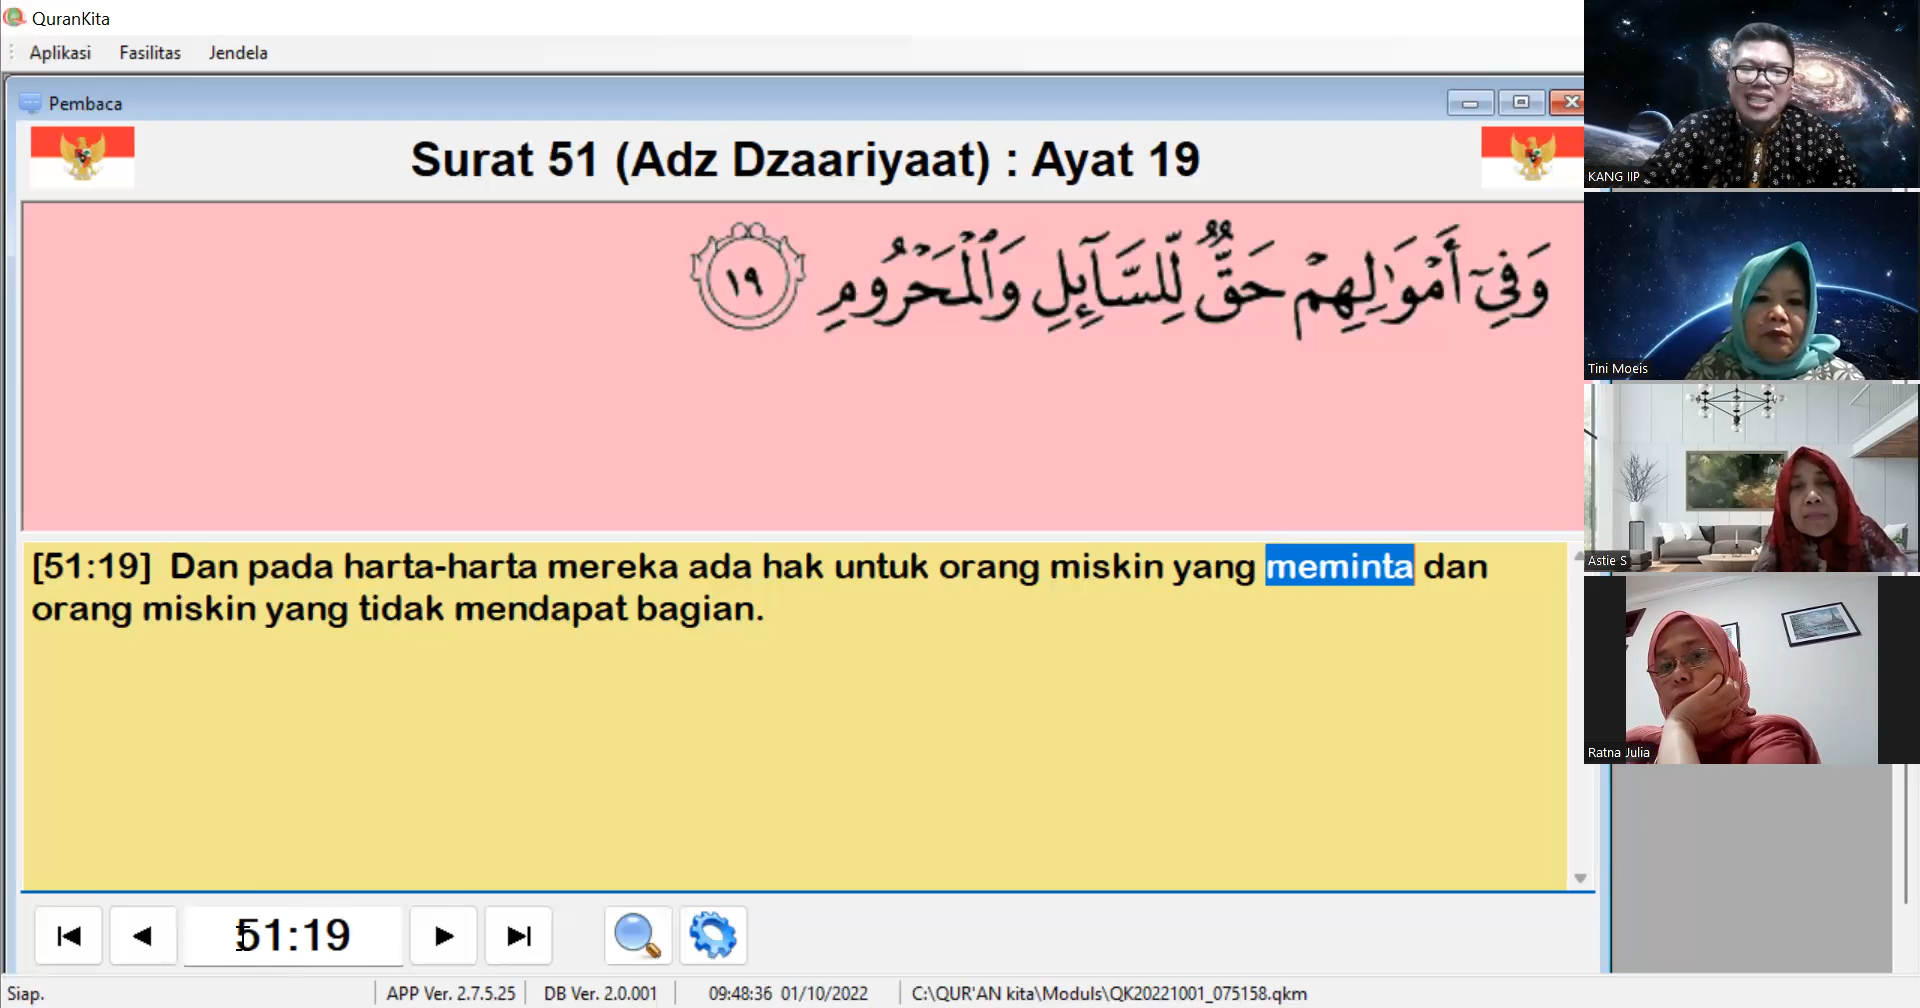 QuranKita
Aplikasi Fasilitas Jendela
Pembaca
Surat 51 (Adz Dzaariyaat) : Ayat 19
وَفِىٓ أَمْوَٰلِهِمْ حَقٌّ لِّلسَّآئِلِ وَٱلْمَحْرُومِ ١٩
[51:19] Dan pada harta-harta mereka ada hak untuk orang miskin yang meminta dan
orang miskin yang tidak mendapat bagian.
51:19
Siap. APP Ver. 2.7.5.25 DB Ver. 2.0.001 09:48:36 01/10/2022 C:\QUR'AN kita\Moduls\QK20221001_075158.qkm
KANG IIP
Tini Moeis
Astie S
Ratna Julia